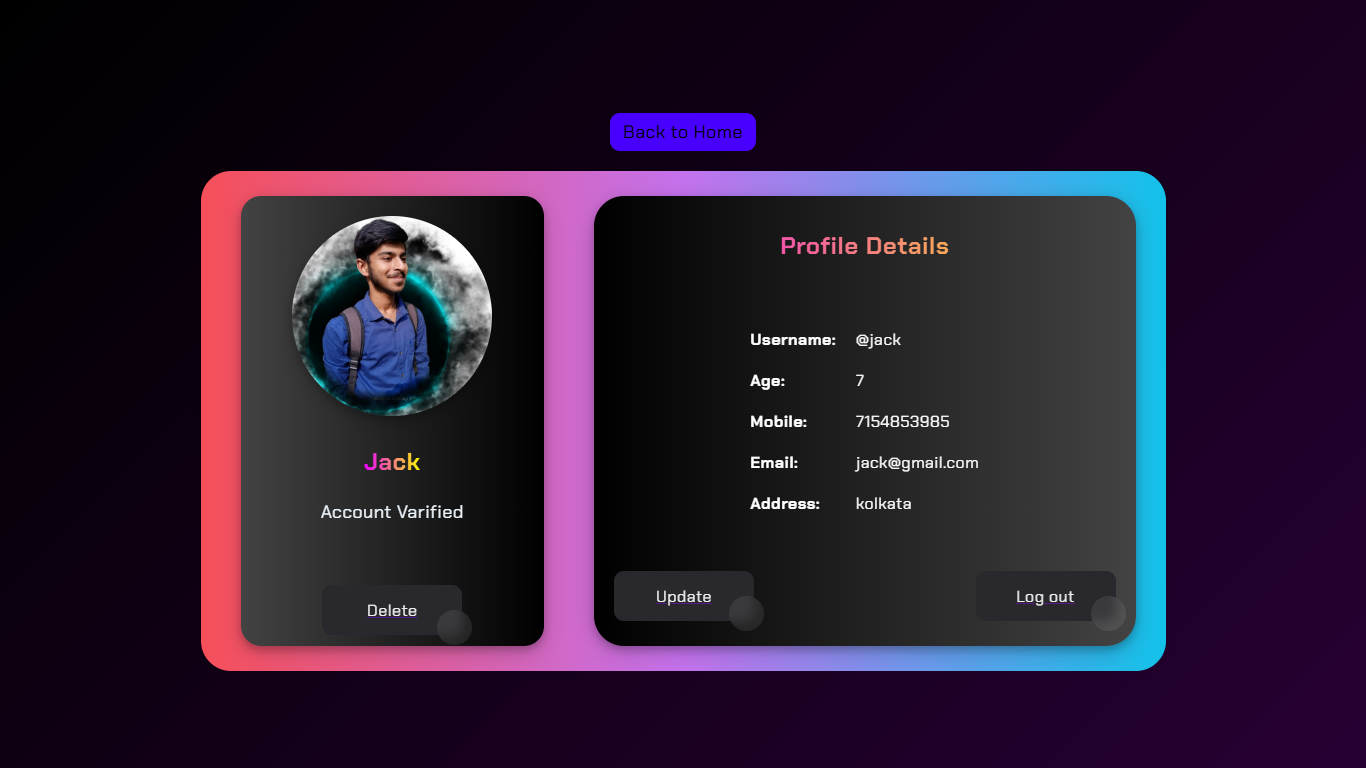 Back to Home
Jack
Account Varified
Delete
Profile Details
Username: @jack
Age: 7
Mobile: 7154853985
Email: jack@gmail.com
Address: kolkata
Update
Log out